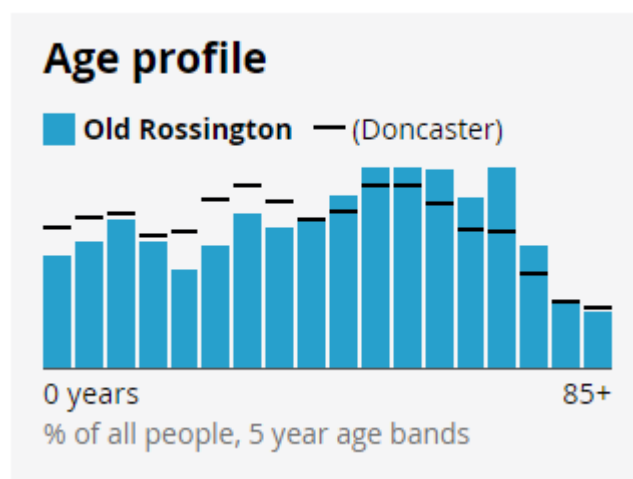 Age profile
Old Rossington (Doncaster)
0 years 85+
% of all people, 5 year age bands